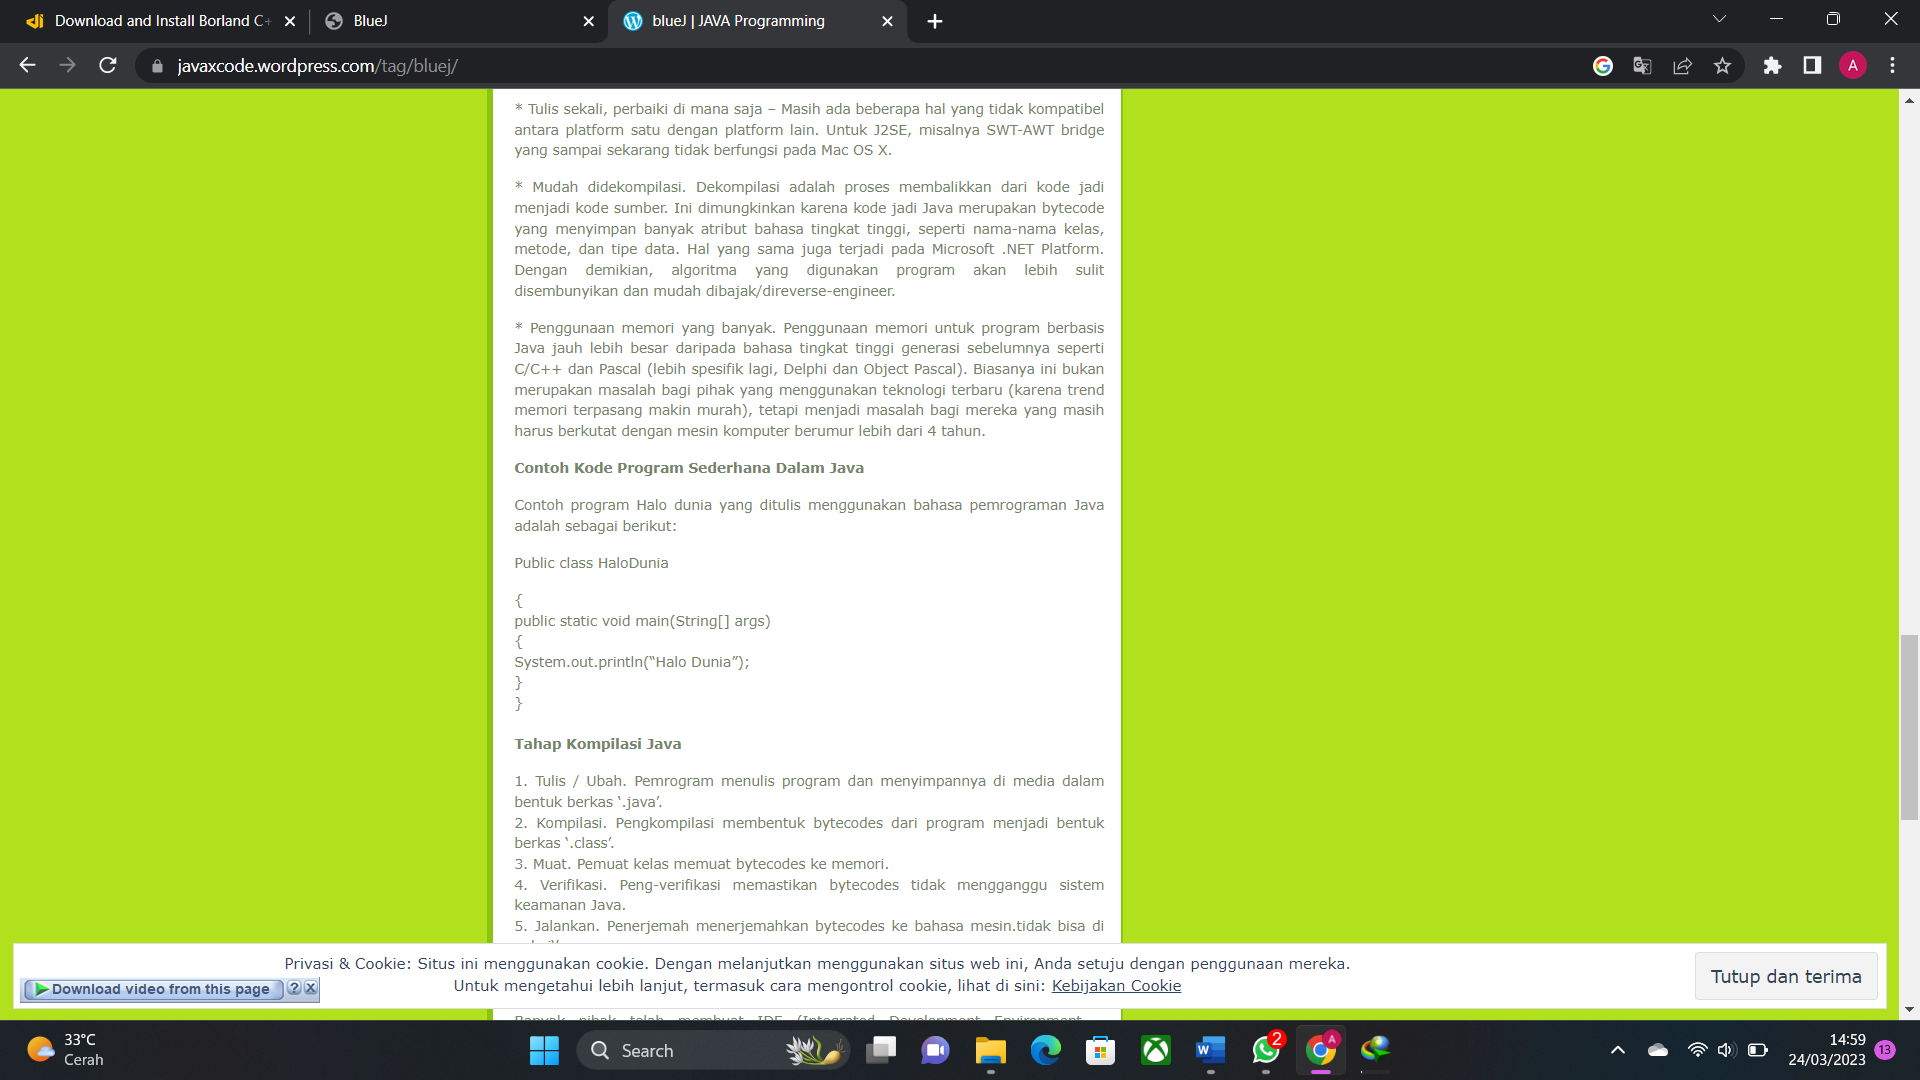 Download and Install Borland C+
BlueJ
blueJ | JAVA Programming
javaxcode.wordpress.com/tag/bluej/
A
* Tulis sekali, perbaiki di mana saja – Masih ada beberapa hal yang tidak kompatibel
antara platform satu dengan platform lain. Untuk J2SE, misalnya SWT-AWT bridge
yang sampai sekarang tidak berfungsi pada Mac OS X.
* Mudah didekompilasi. Dekompilasi adalah proses membalikkan dari kode jadi
menjadi kode sumber. Ini dimungkinkan karena kode jadi Java merupakan bytecode
yang menyimpan banyak atribut bahasa tingkat tinggi, seperti nama-nama kelas,
metode, dan tipe data. Hal yang sama juga terjadi pada Microsoft .NET Platform.
Dengan demikian, algoritma yang digunakan program akan lebih sulit
disembunyikan dan mudah dibajak/direverse-engineer.
* Penggunaan memori yang banyak. Penggunaan memori untuk program berbasis
Java jauh lebih besar daripada bahasa tingkat tinggi generasi sebelumnya seperti
C/C++ dan Pascal (lebih spesifik lagi, Delphi dan Object Pascal). Biasanya ini bukan
merupakan masalah bagi pihak yang menggunakan teknologi terbaru (karena trend
memori terpasang makin murah), tetapi menjadi masalah bagi mereka yang masih
harus berkutat dengan mesin komputer berumur lebih dari 4 tahun.
Contoh Kode Program Sederhana Dalam Java
Contoh program Halo dunia yang ditulis menggunakan bahasa pemrograman Java
adalah sebagai berikut:
Public class HaloDunia
{
public static void main(String[] args)
{
System.out.println(“Halo Dunia”);
}
}
Tahap Kompilasi Java
1. Tulis / Ubah. Pemrogram menulis program dan menyimpannya di media dalam
bentuk berkas ‘.java’.
2. Kompilasi. Pengkompilasi membentuk bytecodes dari program menjadi bentuk
berkas ‘.class’.
3. Muat. Pemuat kelas memuat bytecodes ke memori.
4. Verifikasi. Peng-verifikasi memastikan bytecodes tidak mengganggu sistem
keamanan Java.
5. Jalankan. Penerjemah menerjemahkan bytecodes ke bahasa mesin.tidak bisa di
Privasi & Cookie: Situs ini menggunakan cookie. Dengan melanjutkan menggunakan situs web ini, Anda setuju dengan penggunaan mereka.
Untuk mengetahui lebih lanjut, termasuk cara mengontrol cookie, lihat di sini: Kebijakan Cookie
Tutup dan terima
Download video from this page
Banyak pihak telah membuat IDE (Integrated Development Environment
33°C
Cerah
Search
2
A
14:59
24/03/2023
13